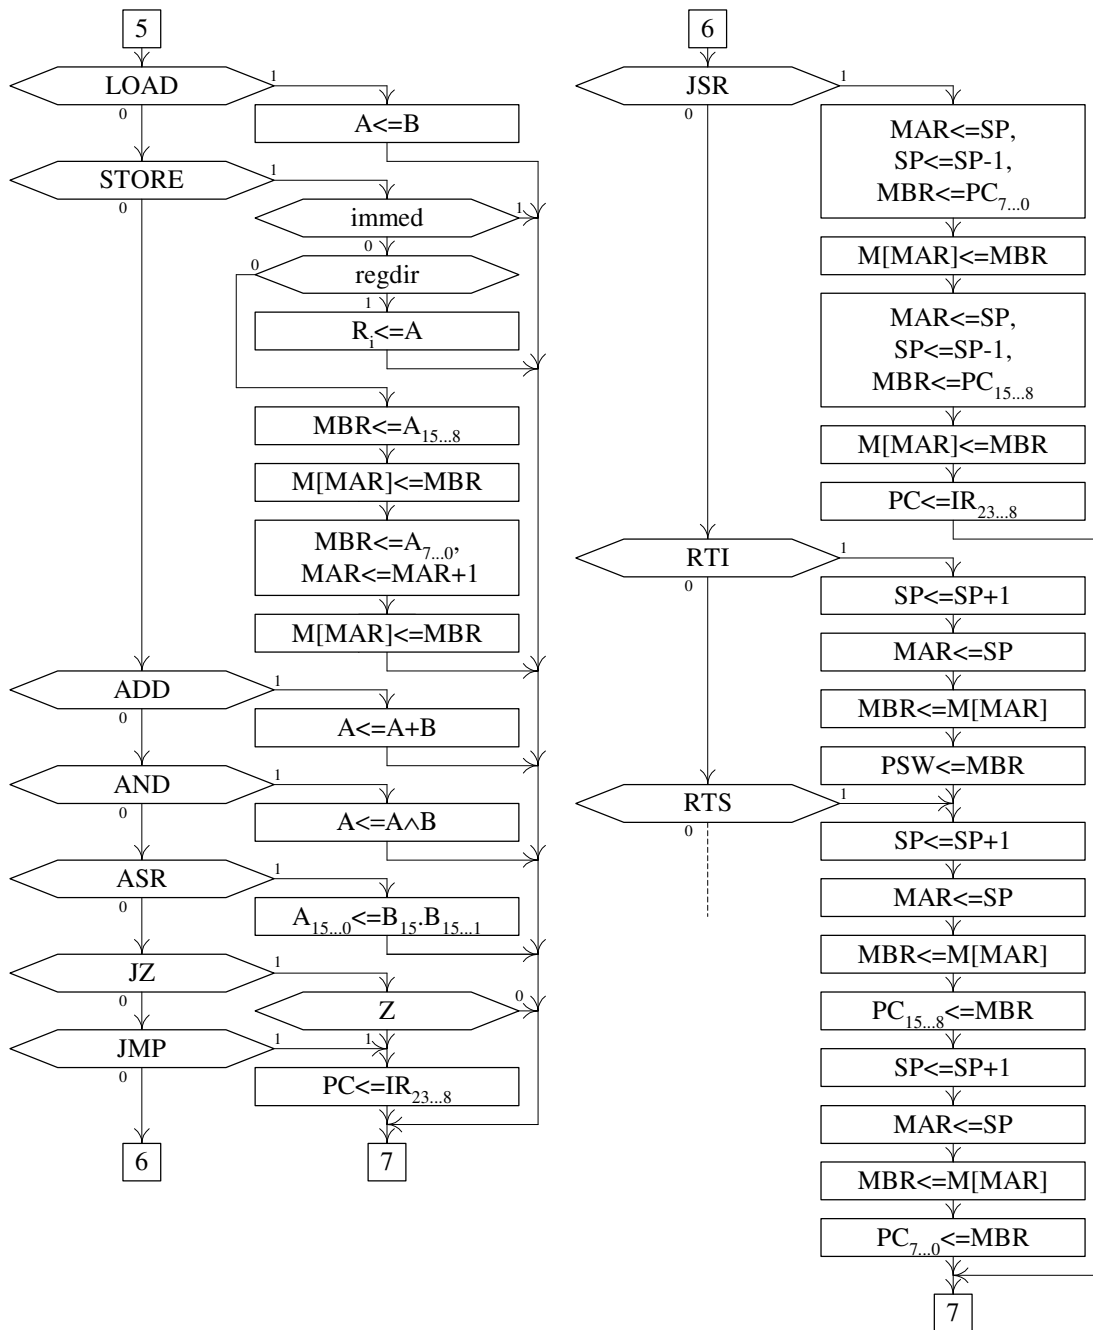 5
LOAD
1
0
A<=B
STORE
1
0
immed
1
0
regdir
0
1
R_i<=A
MBR<=A_15...8
M[MAR]<=MBR
MBR<=A_7...0,
MAR<=MAR+1
M[MAR]<=MBR
ADD
1
0
A<=A+B
AND
1
0
A<=A∧B
ASR
1
0
A_15...0<=B_15.B_15...1
JZ
1
0
Z
0
1
JMP
1
0
PC<=IR_23...8
6
7
6
JSR
1
0
MAR<=SP,
SP<=SP-1,
MBR<=PC_7...0
M[MAR]<=MBR
MAR<=SP,
SP<=SP-1,
MBR<=PC_15...8
M[MAR]<=MBR
PC<=IR_23...8
RTI
1
0
SP<=SP+1
MAR<=SP
MBR<=M[MAR]
PSW<=MBR
RTS
1
0
SP<=SP+1
MAR<=SP
MBR<=M[MAR]
PC_15...8<=MBR
SP<=SP+1
MAR<=SP
MBR<=M[MAR]
PC_7...0<=MBR
7